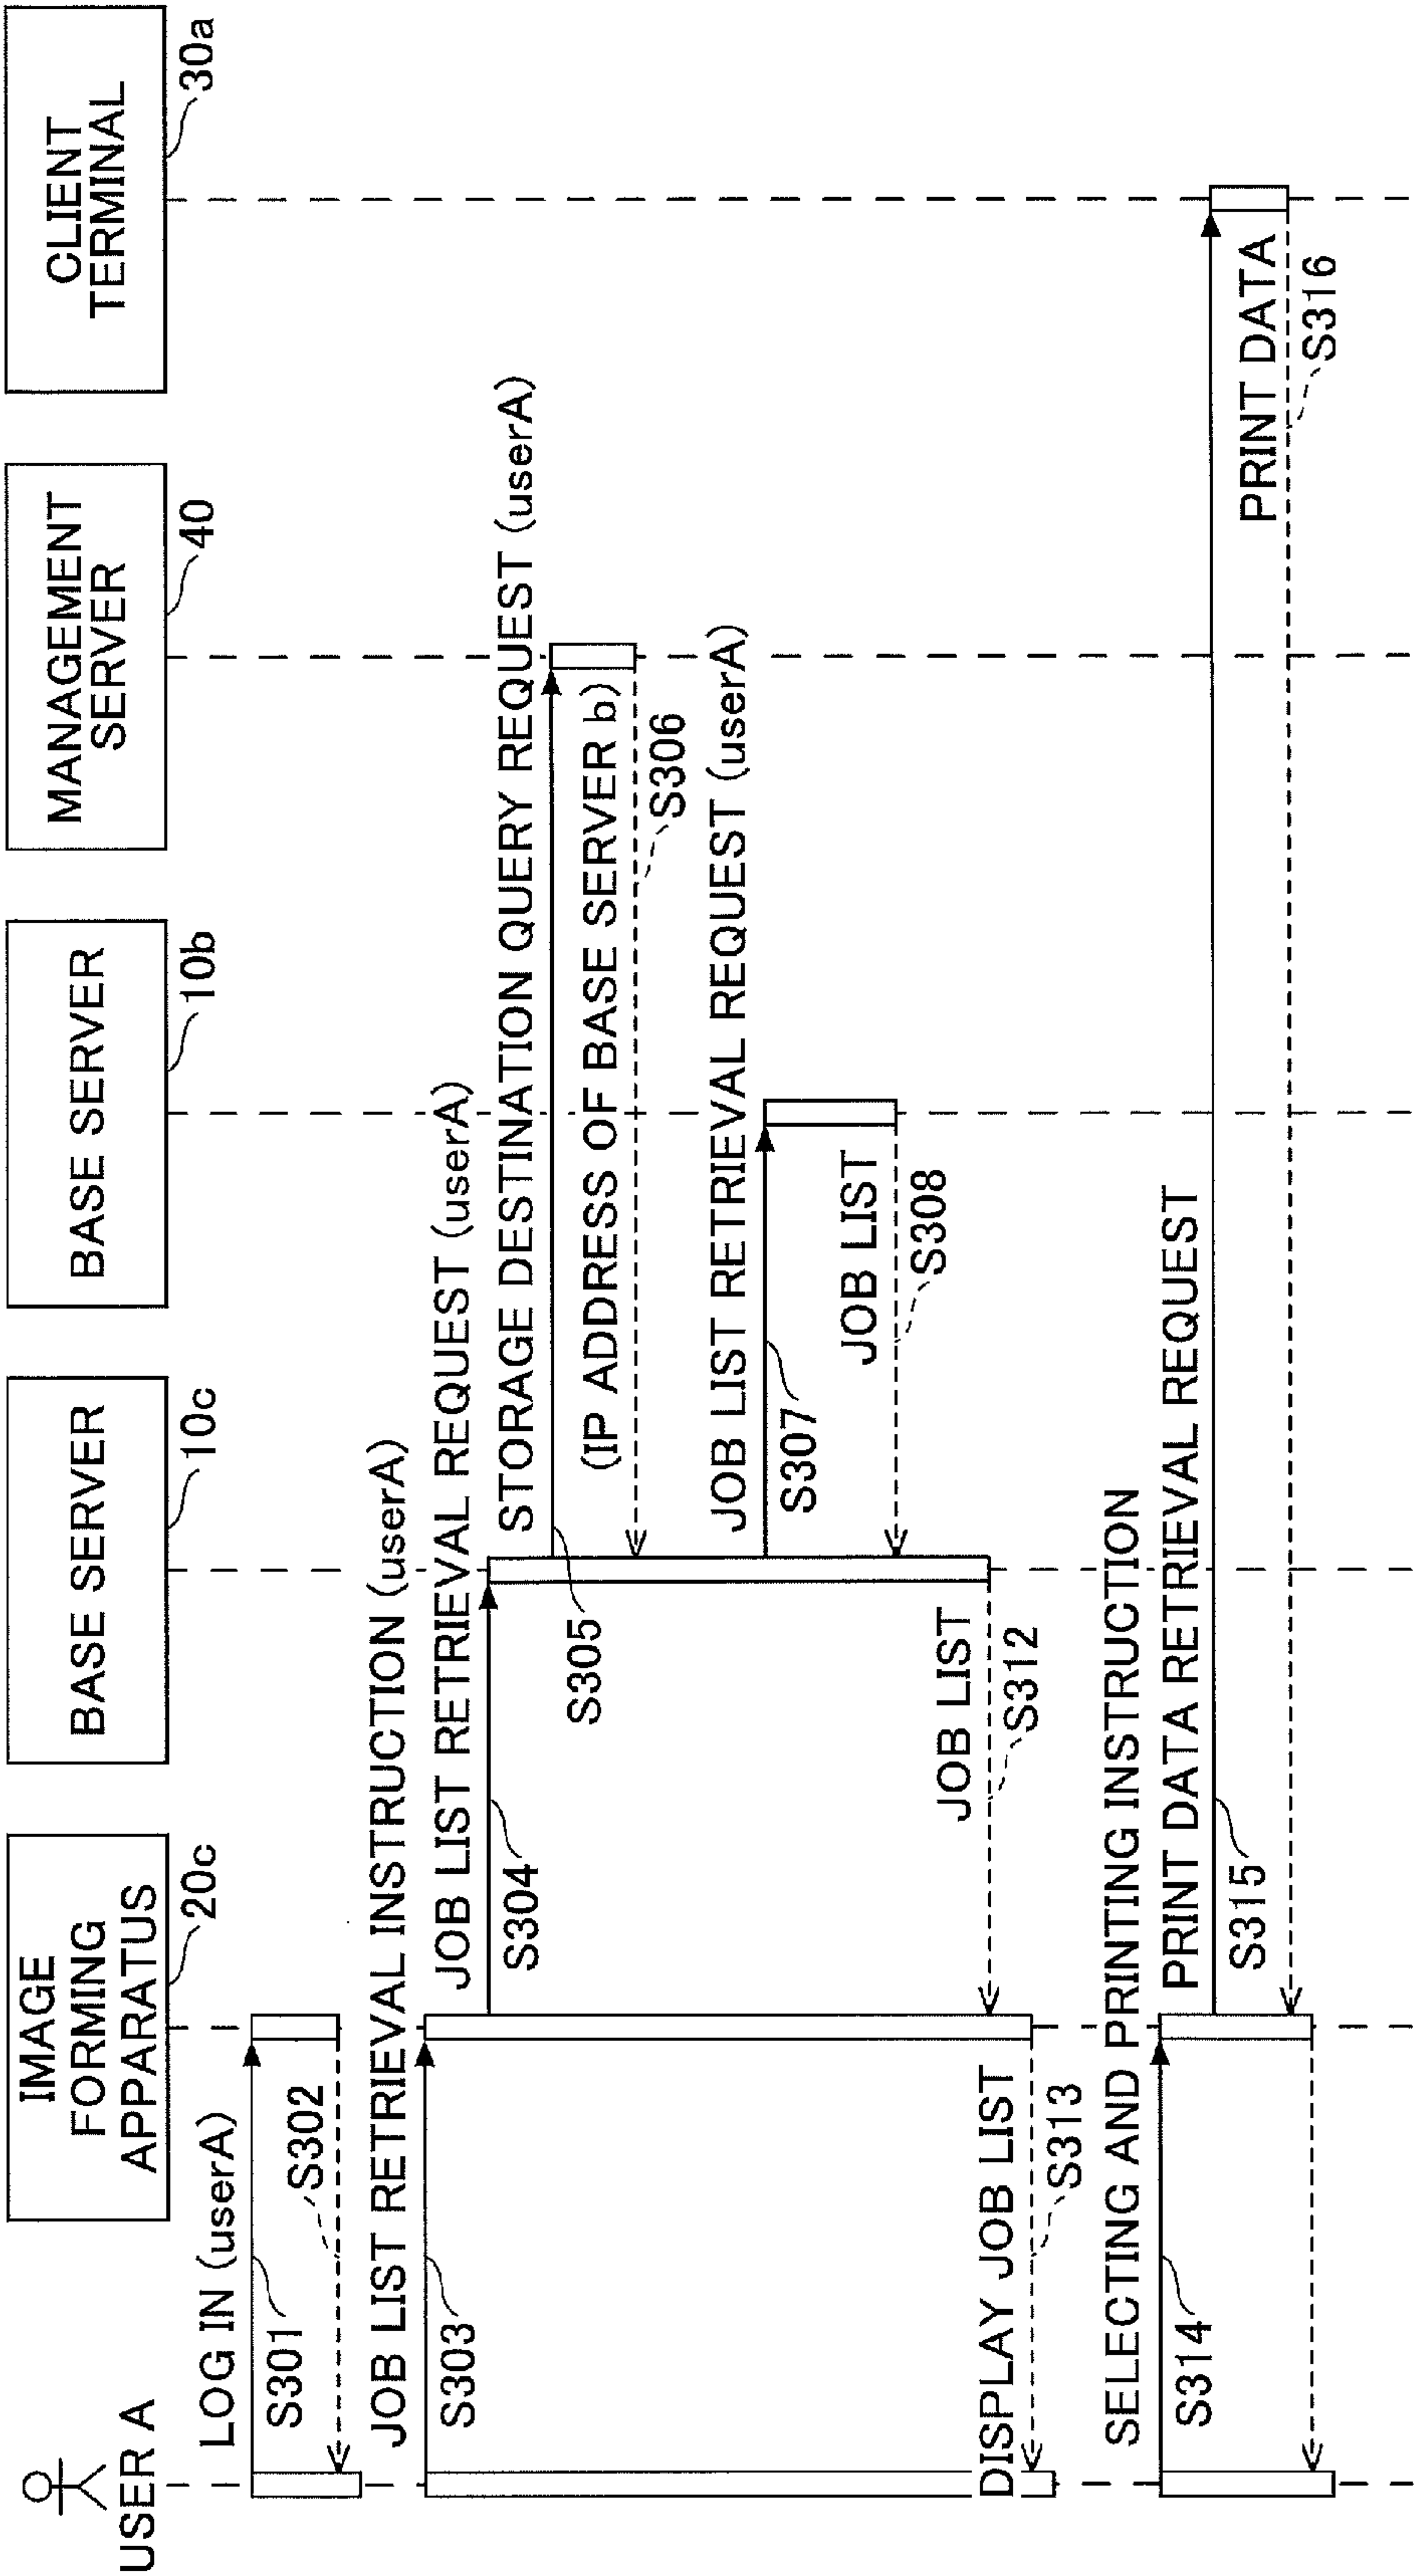 USER A
IMAGE
FORMING
APPARATUS
20c
BASE SERVER
10c
BASE SERVER
10b
MANAGEMENT
SERVER
40
CLIENT
TERMINAL
30a
LOG IN (userA)
S301
S302
JOB LIST RETRIEVAL INSTRUCTION (userA)
S303
JOB LIST RETRIEVAL REQUEST (userA)
S304
STORAGE DESTINATION QUERY REQUEST (userA)
S305
(IP ADDRESS OF BASE SERVER b)
S306
JOB LIST RETRIEVAL REQUEST (userA)
S307
JOB LIST
S308
JOB LIST
S312
DISPLAY JOB LIST
S313
SELECTING AND PRINTING INSTRUCTION
S314
PRINT DATA RETRIEVAL REQUEST
S315
PRINT DATA
S316